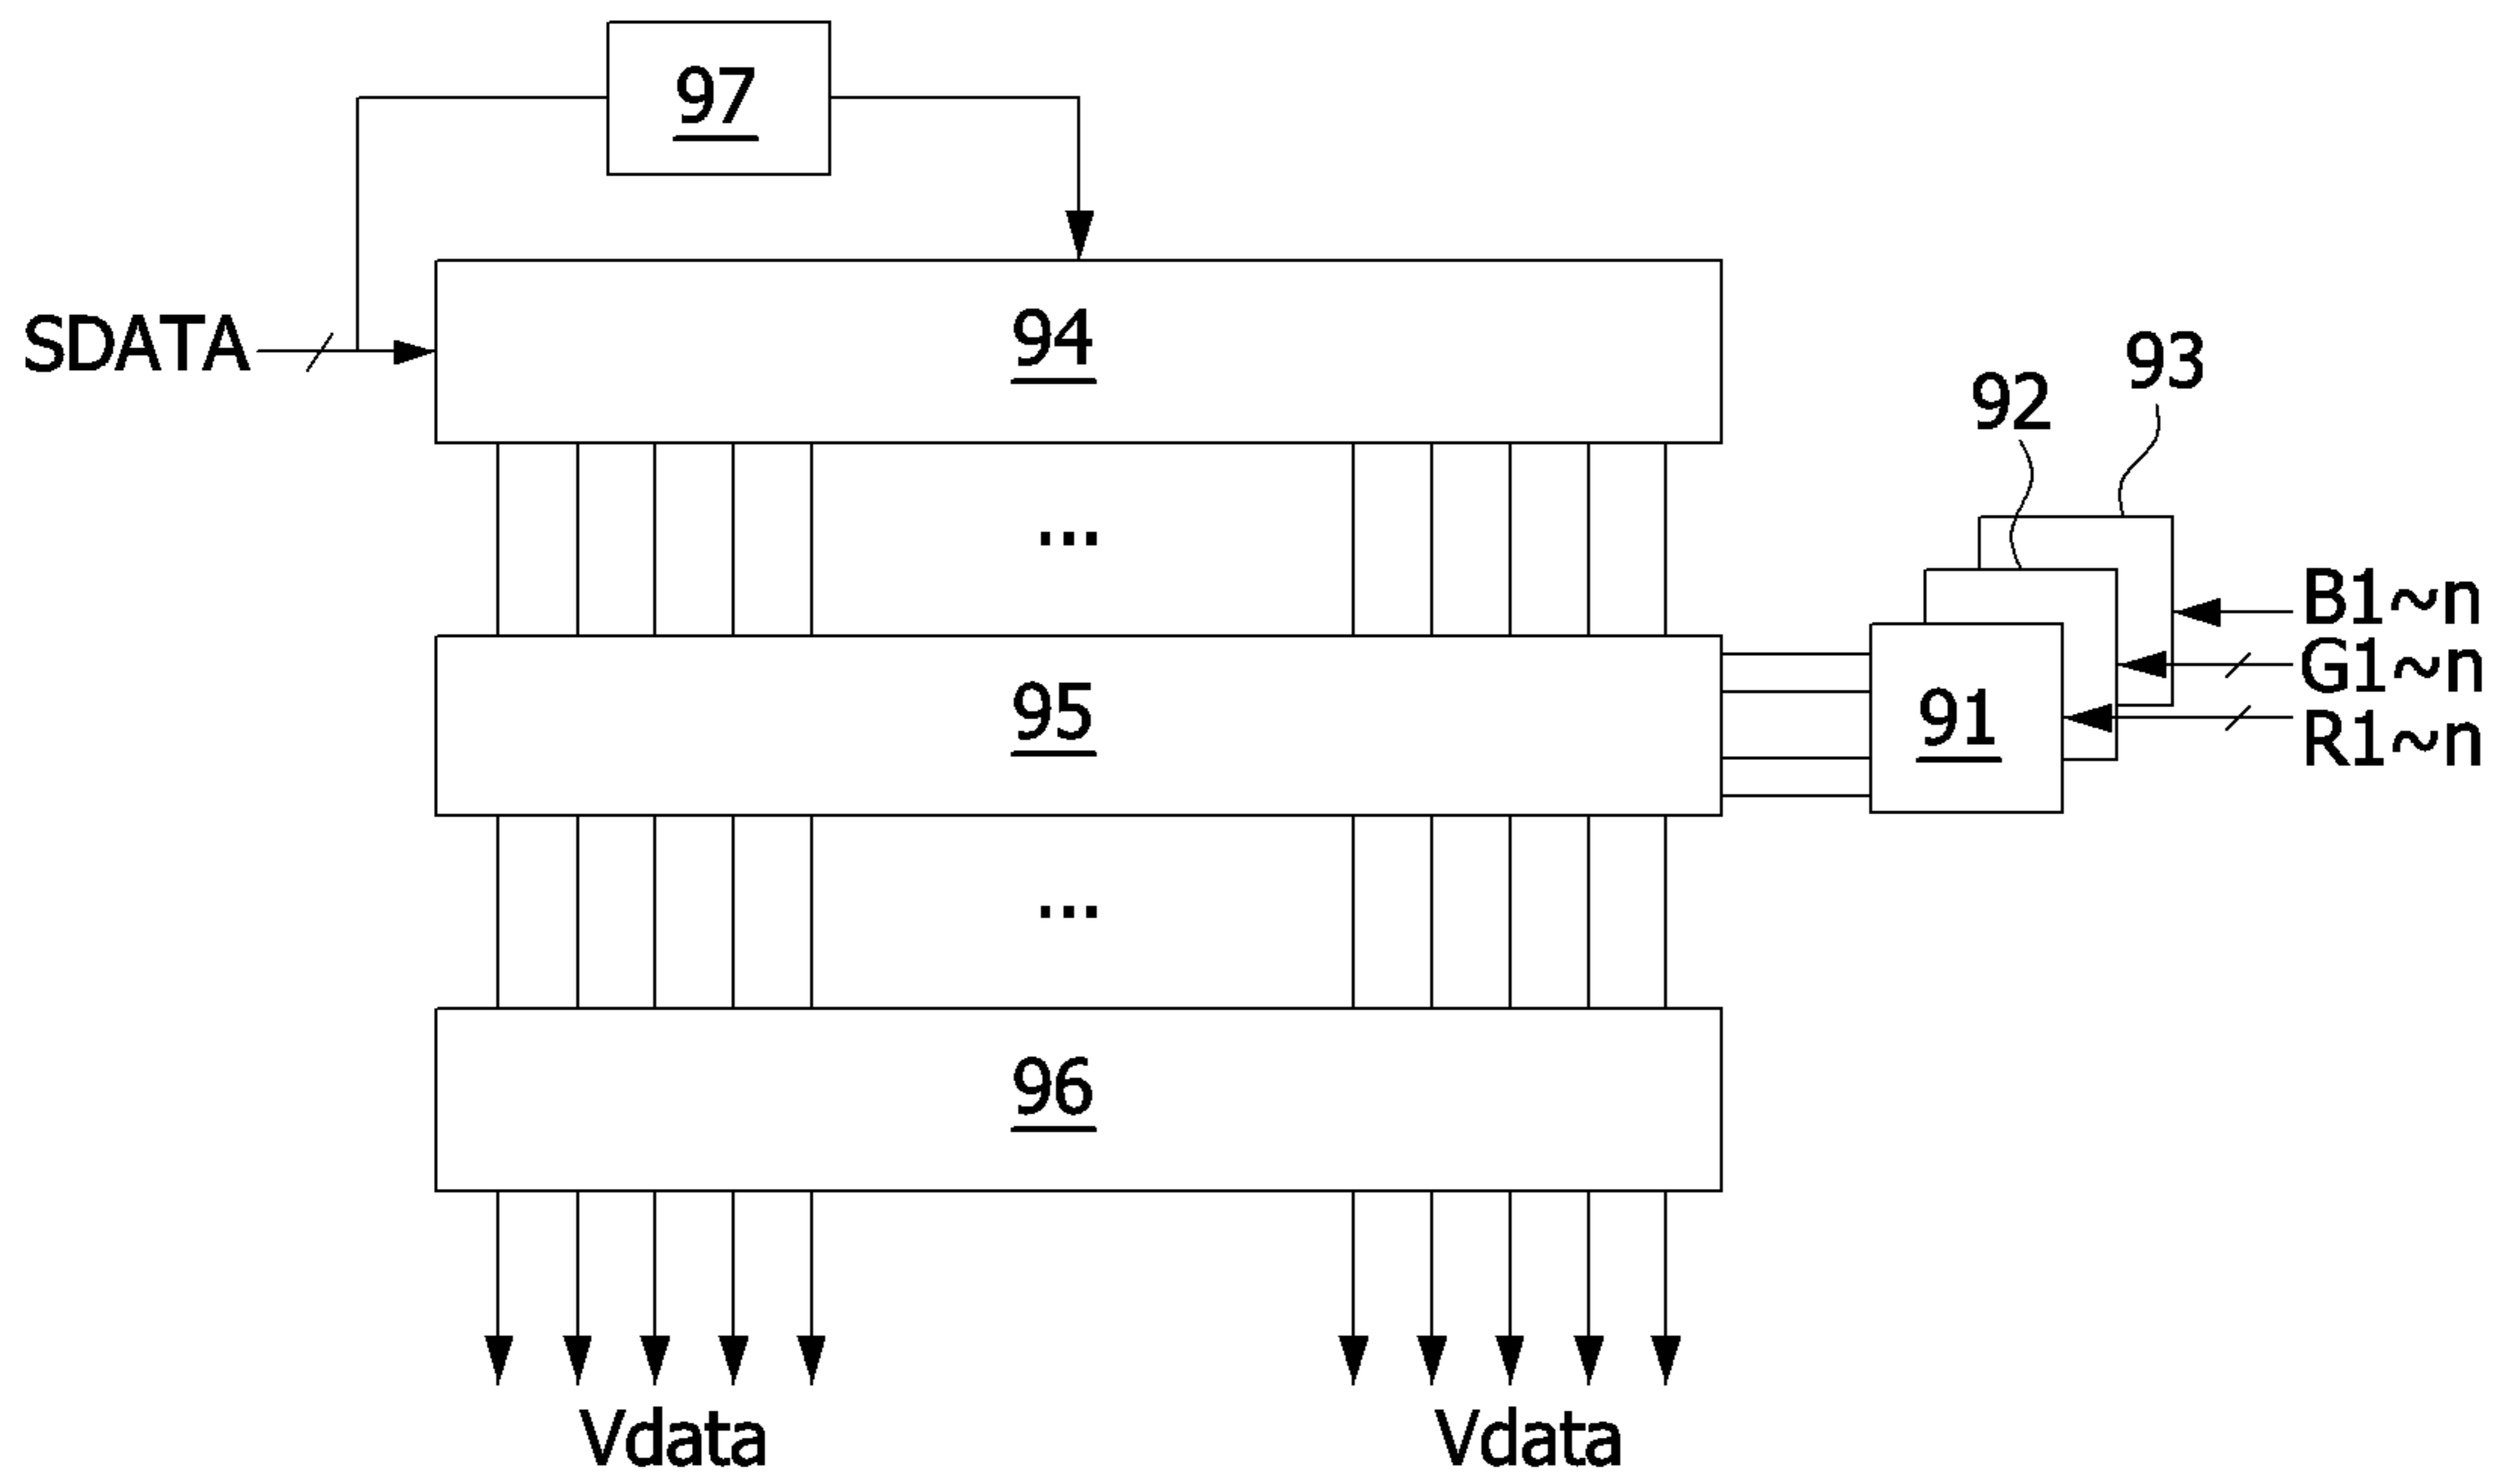 97
SDATA
94
93
92
...
B1~n
G1~n
R1~n
95
91
...
96
Vdata
Vdata